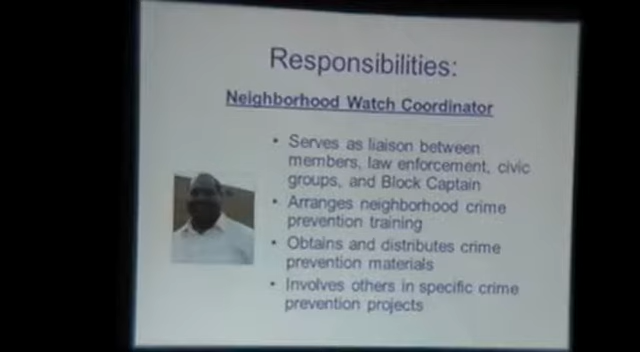 Responsibilities:
Neighborhood Watch Coordinator
• Serves as liaison between
members, law enforcement, civic
groups, and Block Captain
• Arranges neighborhood crime
prevention training
• Obtains and distributes crime
prevention materials
• Involves others in specific crime
prevention projects